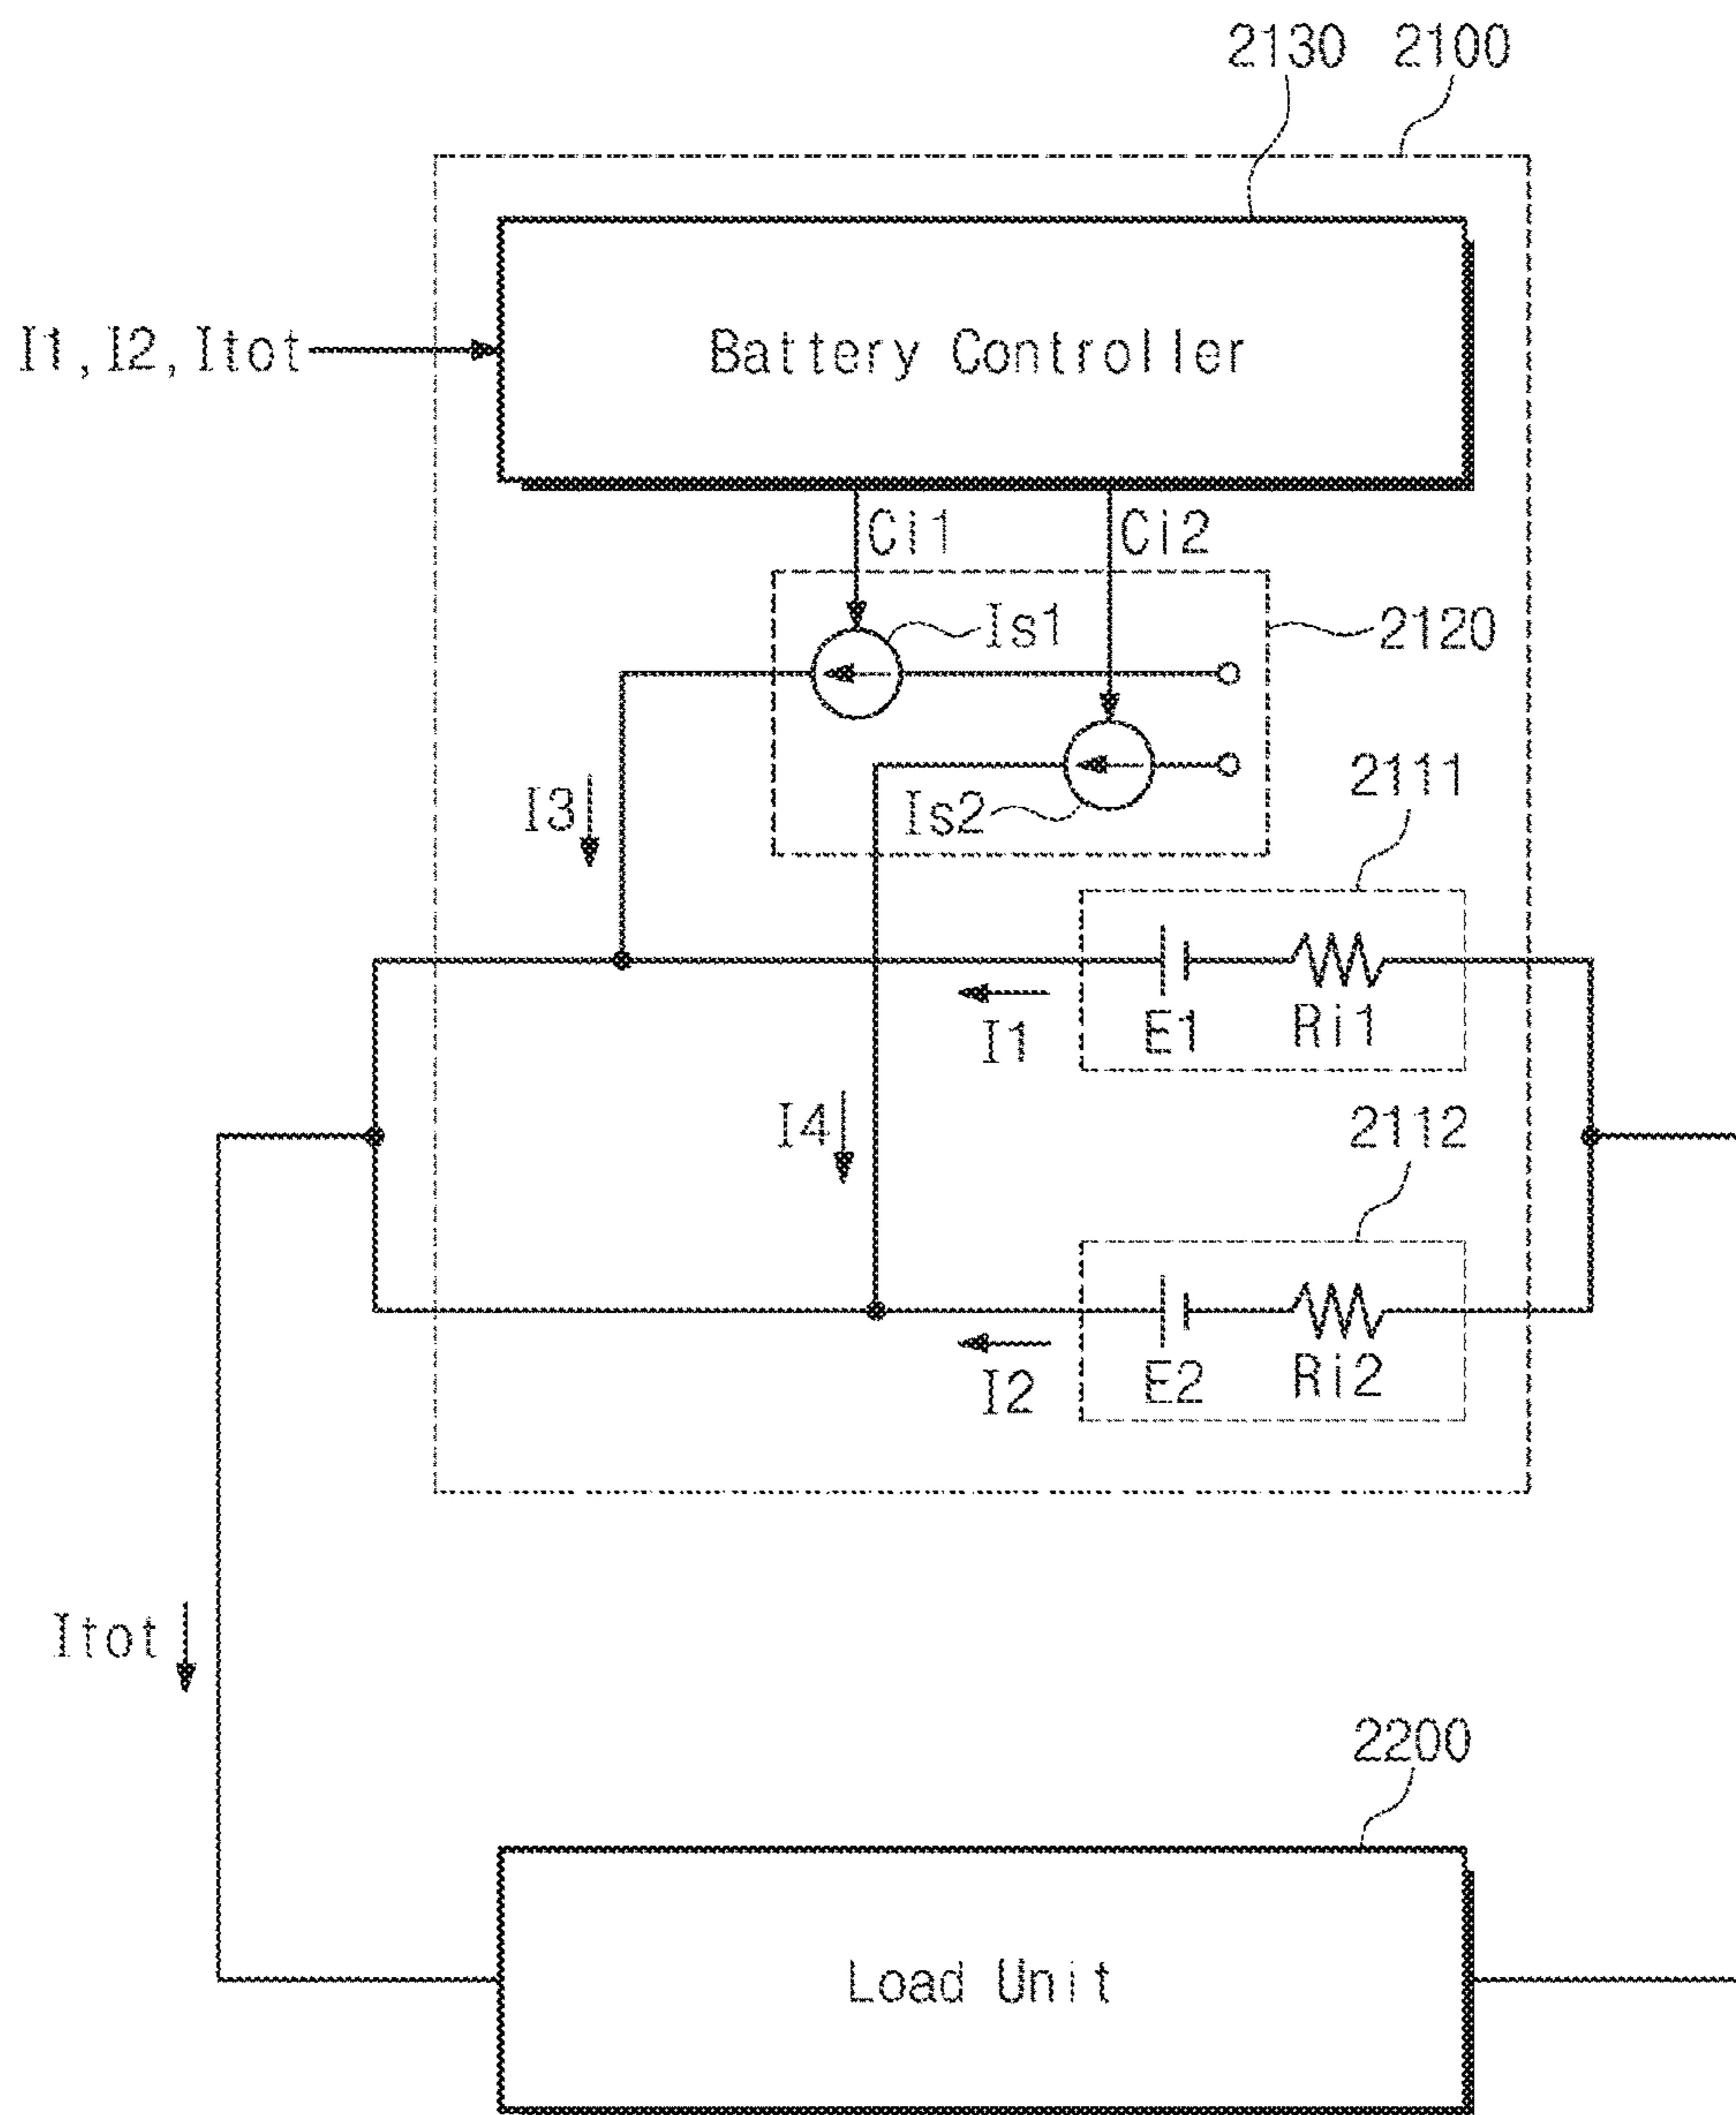 2130 2100
I1, I2, Itot
Battery Controller
Ci1 Ci2
Is1
2120
Is2
2111
I3
E1 Ri1
I1
I4
2112
E2 Ri2
I2
Itot
2200
Load Unit